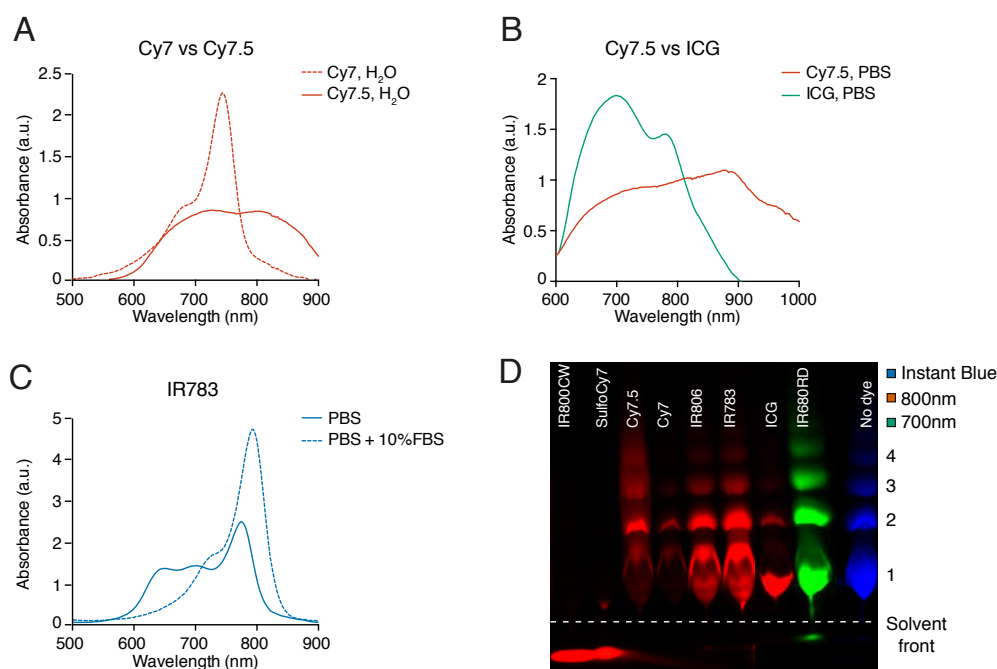 A
Cy7 vs Cy7.5
Cy7, H2O
Cy7.5, H2O
Absorbance (a.u.)
2.5
2
1.5
1
0.5
0
500
600
700
800
900
Wavelength (nm)
B
Cy7.5 vs ICG
Cy7.5, PBS
ICG, PBS
Absorbance (a.u.)
2
1.5
1
0.5
0
600
700
800
900
1000
Wavelength (nm)
C
IR783
PBS
PBS + 10%FBS
Absorbance (a.u.)
5
4
3
2
1
0
500
600
700
800
900
Wavelength (nm)
D
IR800CW
SulfoCy7
Cy7.5
Cy7
IR806
IR783
ICG
IR680RD
No dye
Instant Blue
800nm
700nm
4
3
2
1
Solvent
front